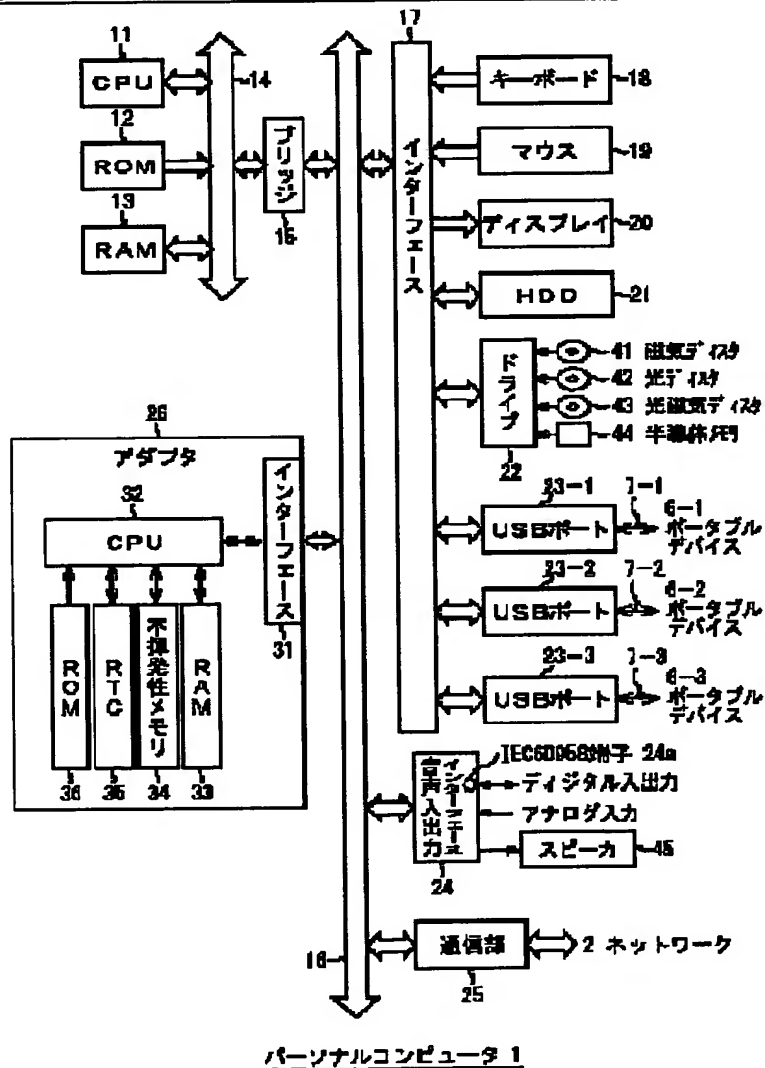 11
CPU
14
12
ROM
13
RAM
ブリッジ
15
17
インターフェース
キーボード
18
マウス
19
ディスプレイ
20
HDD
21
ドライブ
22
41 磁気ディスク
42 光ディスク
43 光磁気ディスク
44 半導体メモリ
26
アダプタ
インターフェース
31
32
CPU
ROM
36
RTC
35
不揮発性メモリ
34
RAM
33
23-1
USBポート
7-1
6-1
ポータブル
デバイス
23-2
USBポート
7-2
6-2
ポータブル
デバイス
23-3
USBポート
7-3
6-3
ポータブル
デバイス
音声入出力
インターフェース
24
IEC60958端子 24a
ディジタル入出力
アナログ入力
スピーカ
45
16
通信部
25
2 ネットワーク
パーソナルコンピュータ 1